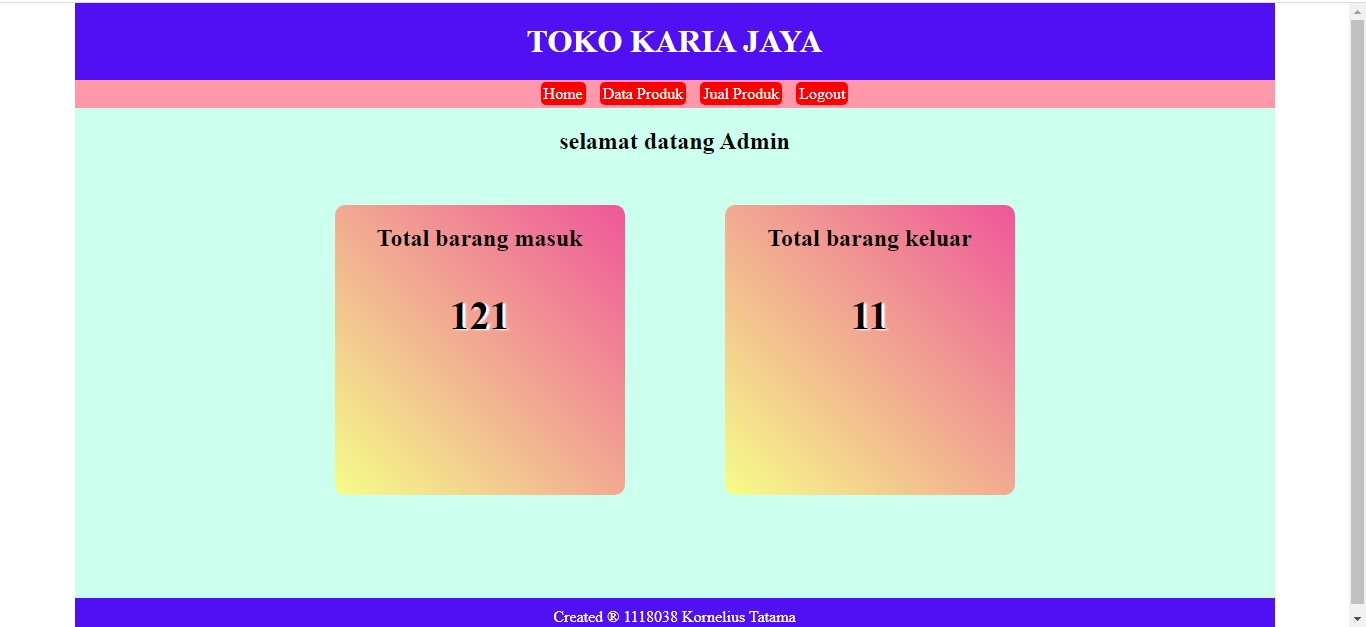 TOKO KARIA JAYA
Home Data Produk Jual Produk Logout
selamat datang Admin
Total barang masuk Total barang keluar
121 11
Created ® 1118038 Kornelius Tatama